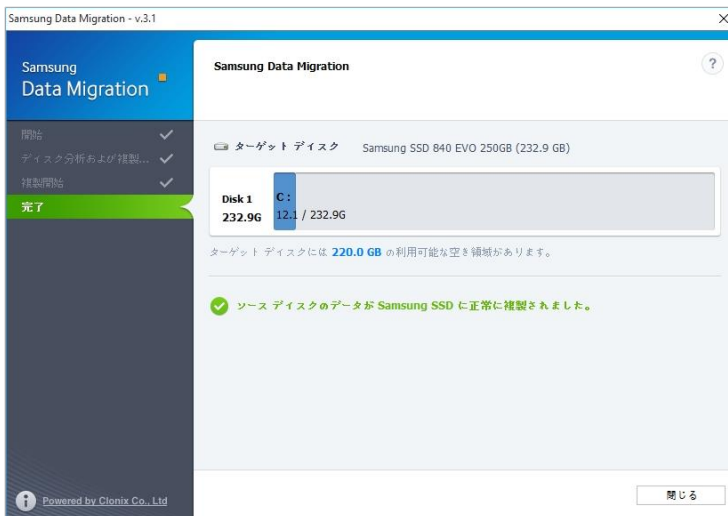 Samsung Data Migration - v.3.1
Samsung
Data Migration
Samsung Data Migration
?
開始
ディスク分析および複製...
複製開始
完了
ターゲット ディスク Samsung SSD 840 EVO 250GB (232.9 GB)
Disk 1
232.9G
C :
12.1 / 232.9G
ターゲット ディスクには 220.0 GB の利用可能な空き領域があります。
ソース ディスクのデータが Samsung SSD に正常に複製されました。
Powered by Clonix Co., Ltd
閉じる